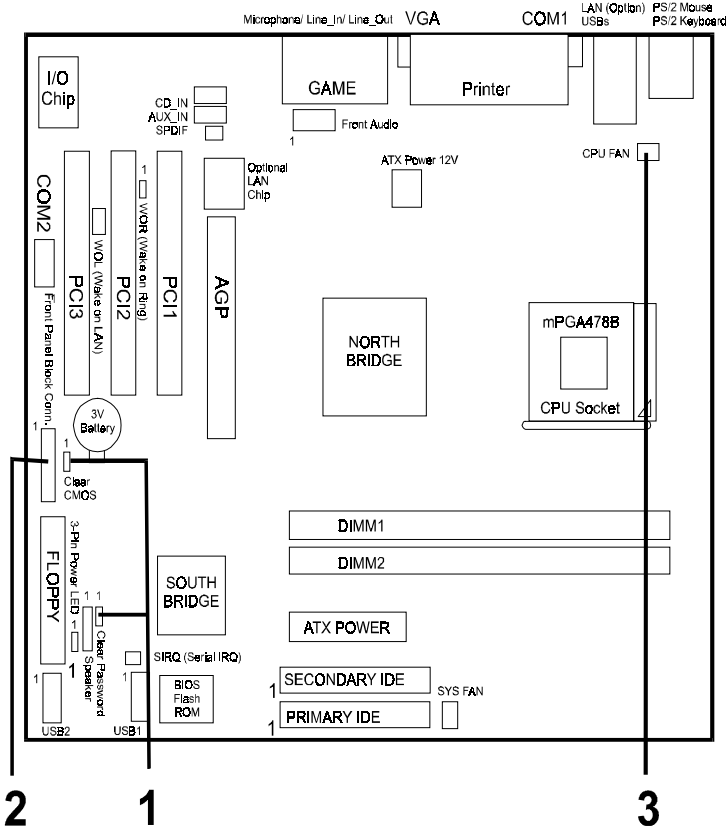 Microphone/ Line_In/ Line_Out
VGA
COM1
LAN (Option)
USBs
PS/2 Mouse
PS/2 Keyboard
I/O
Chip
GAME
Printer
CD_IN
AUX_IN
SPDIF
Front Audio
1
CPU FAN
ATX Power 12V
Optional
LAN
Chip
COM2
1
WOR (Wake on Ring)
WOL (Wake on LAN)
PCI3
PCI2
PCI1
AGP
Front Panel Block Conn.
NORTH
BRIDGE
mPGA478B
CPU Socket
3V
Battery
1
1
Clear
CMOS
DIMM1
DIMM2
FLOPPY
3-Pin Power LED
1
1
1
1
Speaker
Clear Password
SOUTH
BRIDGE
ATX POWER
SIRQ (Serial IRQ)
BIOS
Flash
ROM
1
USB2
1
USB1
SECONDARY IDE
1
PRIMARY IDE
1
SYS FAN
2
1
3